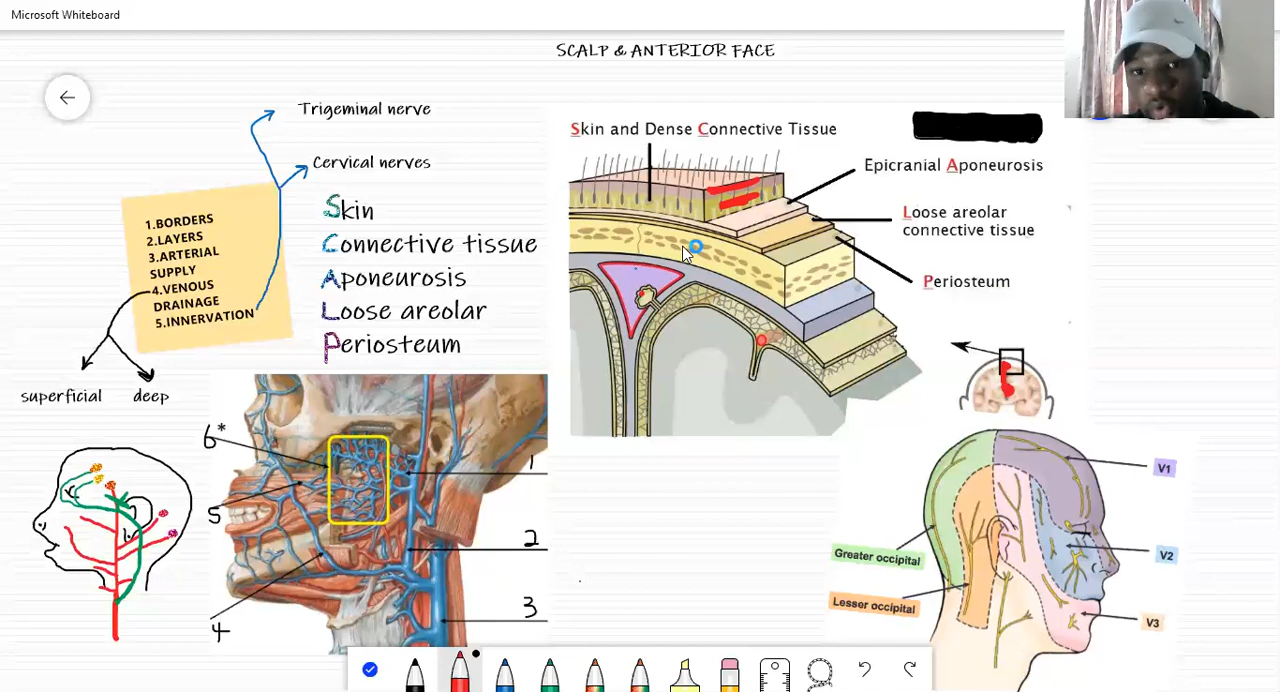 Microsoft Whiteboard
SCALP & ANTERIOR FACE
Trigeminal nerve
Cervical nerves
1.BORDERS
2.LAYERS
3.ARTERIAL
SUPPLY
4.VENOUS
DRAINAGE
5.INNERVATION
superficial
deep
Skin
Connective tissue
Aponeurosis
Loose areolar
Periosteum
Skin and Dense Connective Tissue
Epicranial Aponeurosis
Loose areolar
connective tissue
Periosteum
6*
5
4
1
2
3
Greater occipital
Lesser occipital
V1
V2
V3